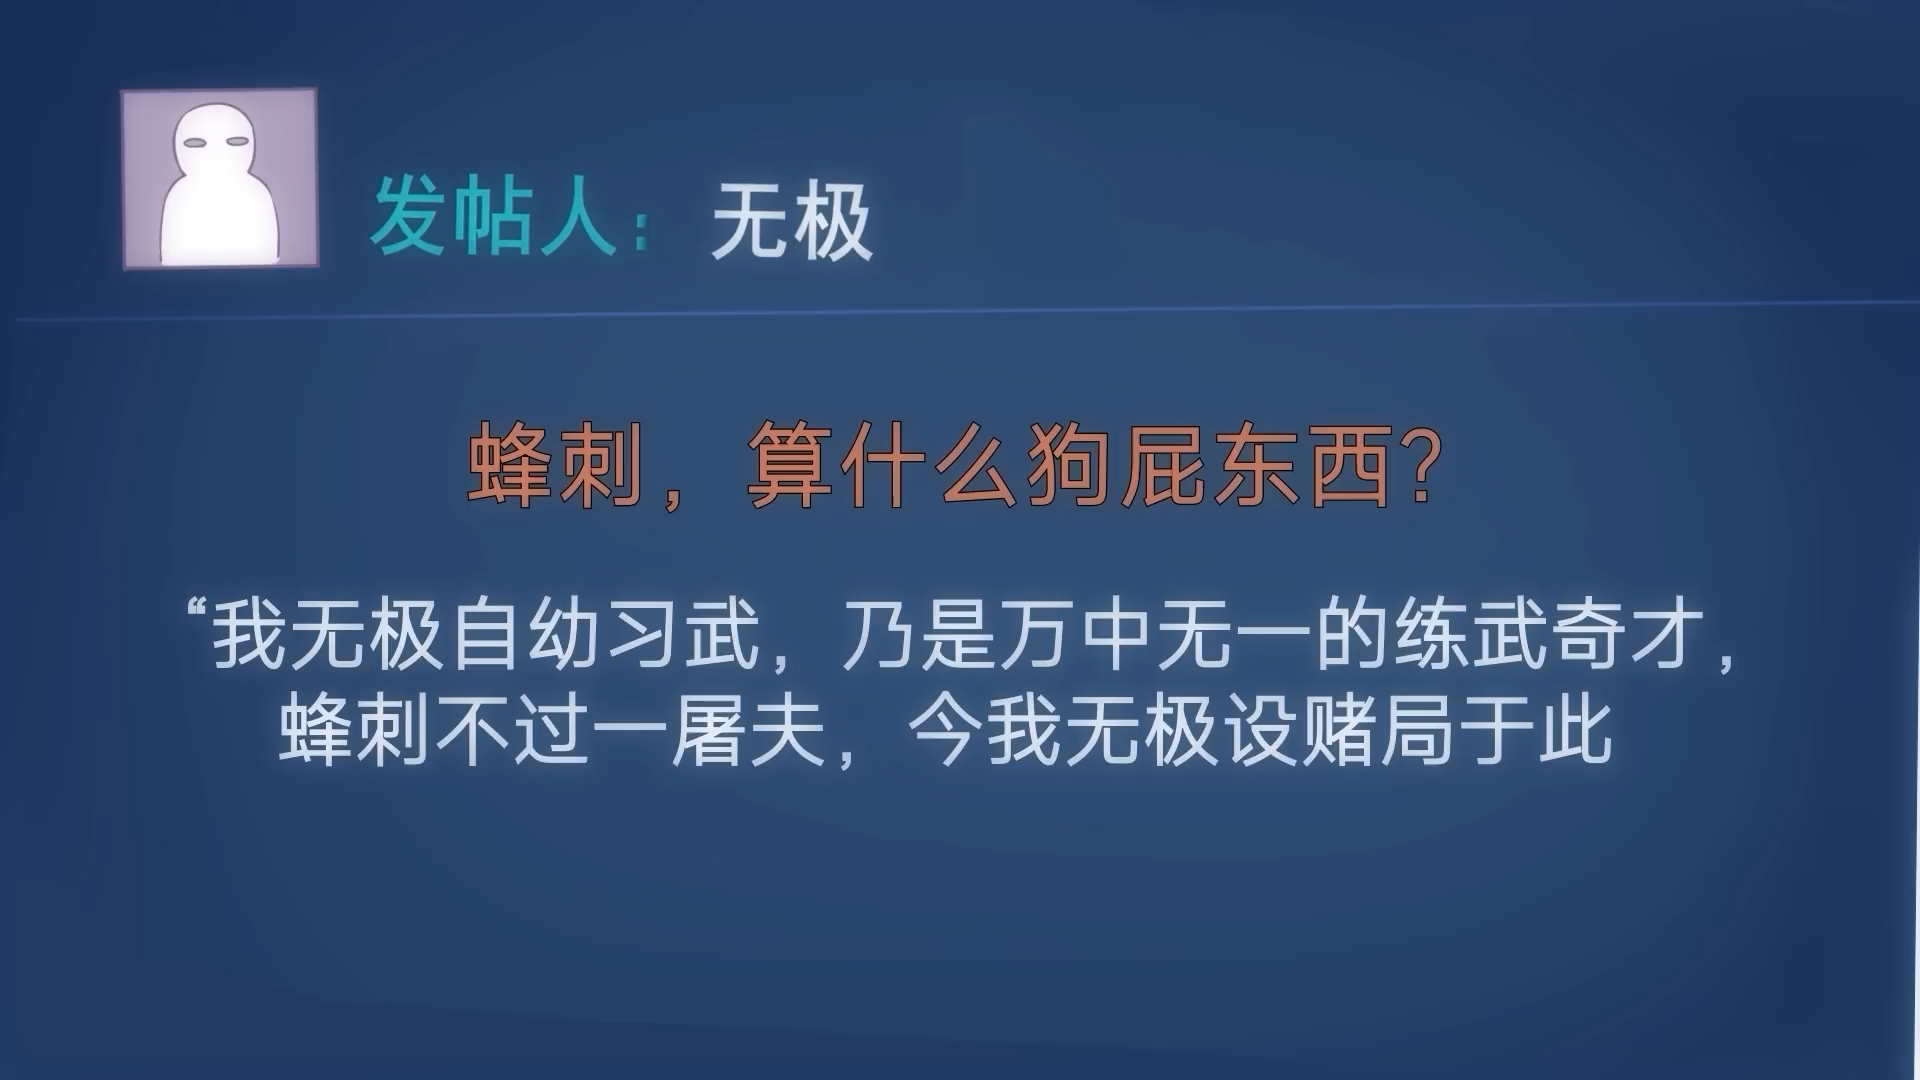 发帖人： 无极
蜂刺，算什么狗屁东西？
“我无极自幼习武，乃是万中无一的练武奇才，
蜂刺不过一屠夫，今我无极设赌局于此